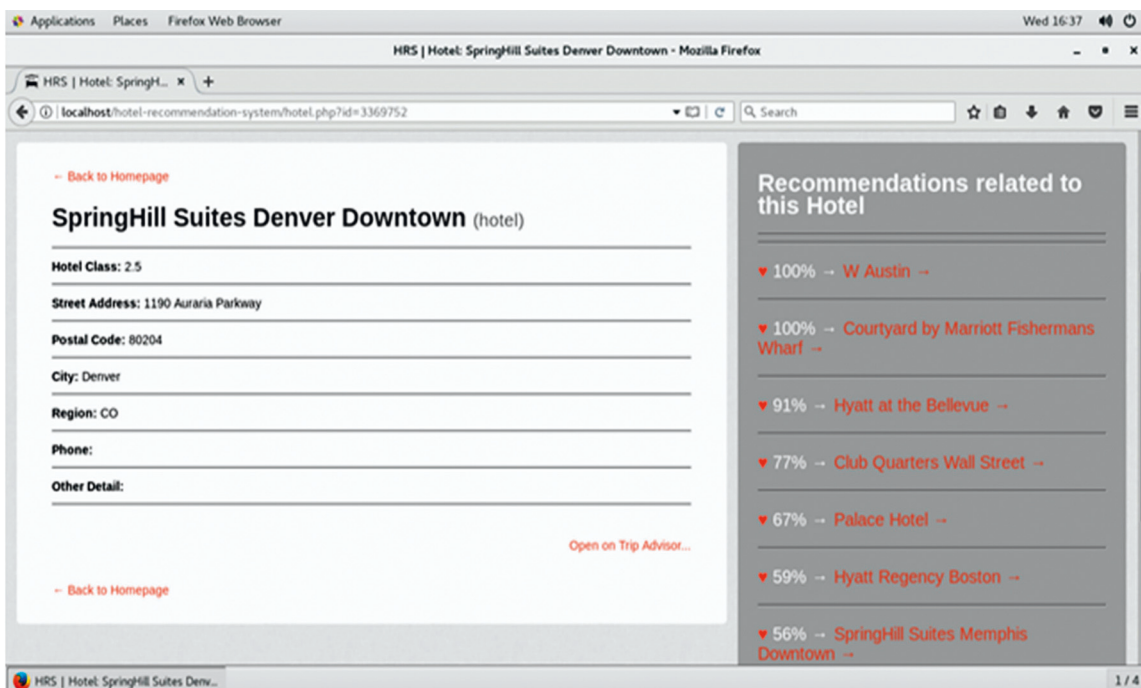 Applications Places Firefox Web Browser Wed 16:37
HRS | Hotel: SpringHill Suites Denver Downtown - Mozilla Firefox
HRS | Hotel: SpringH... × +
localhost/hotel-recommendation-system/hotel.php?id=3369752 Search
← Back to Homepage
SpringHill Suites Denver Downtown (hotel)
Hotel Class: 2.5
Street Address: 1190 Auraria Parkway
Postal Code: 80204
City: Denver
Region: CO
Phone:
Other Detail:
Open on Trip Advisor...
← Back to Homepage
Recommendations related to
this Hotel
♥ 100% → W Austin →
♥ 100% → Courtyard by Marriott Fishermans
Wharf →
♥ 91% → Hyatt at the Bellevue →
♥ 77% → Club Quarters Wall Street →
♥ 67% → Palace Hotel →
♥ 59% → Hyatt Regency Boston →
♥ 56% → SpringHill Suites Memphis
Downtown →
HRS | Hotel: SpringHill Suites Denv... 1 / 4